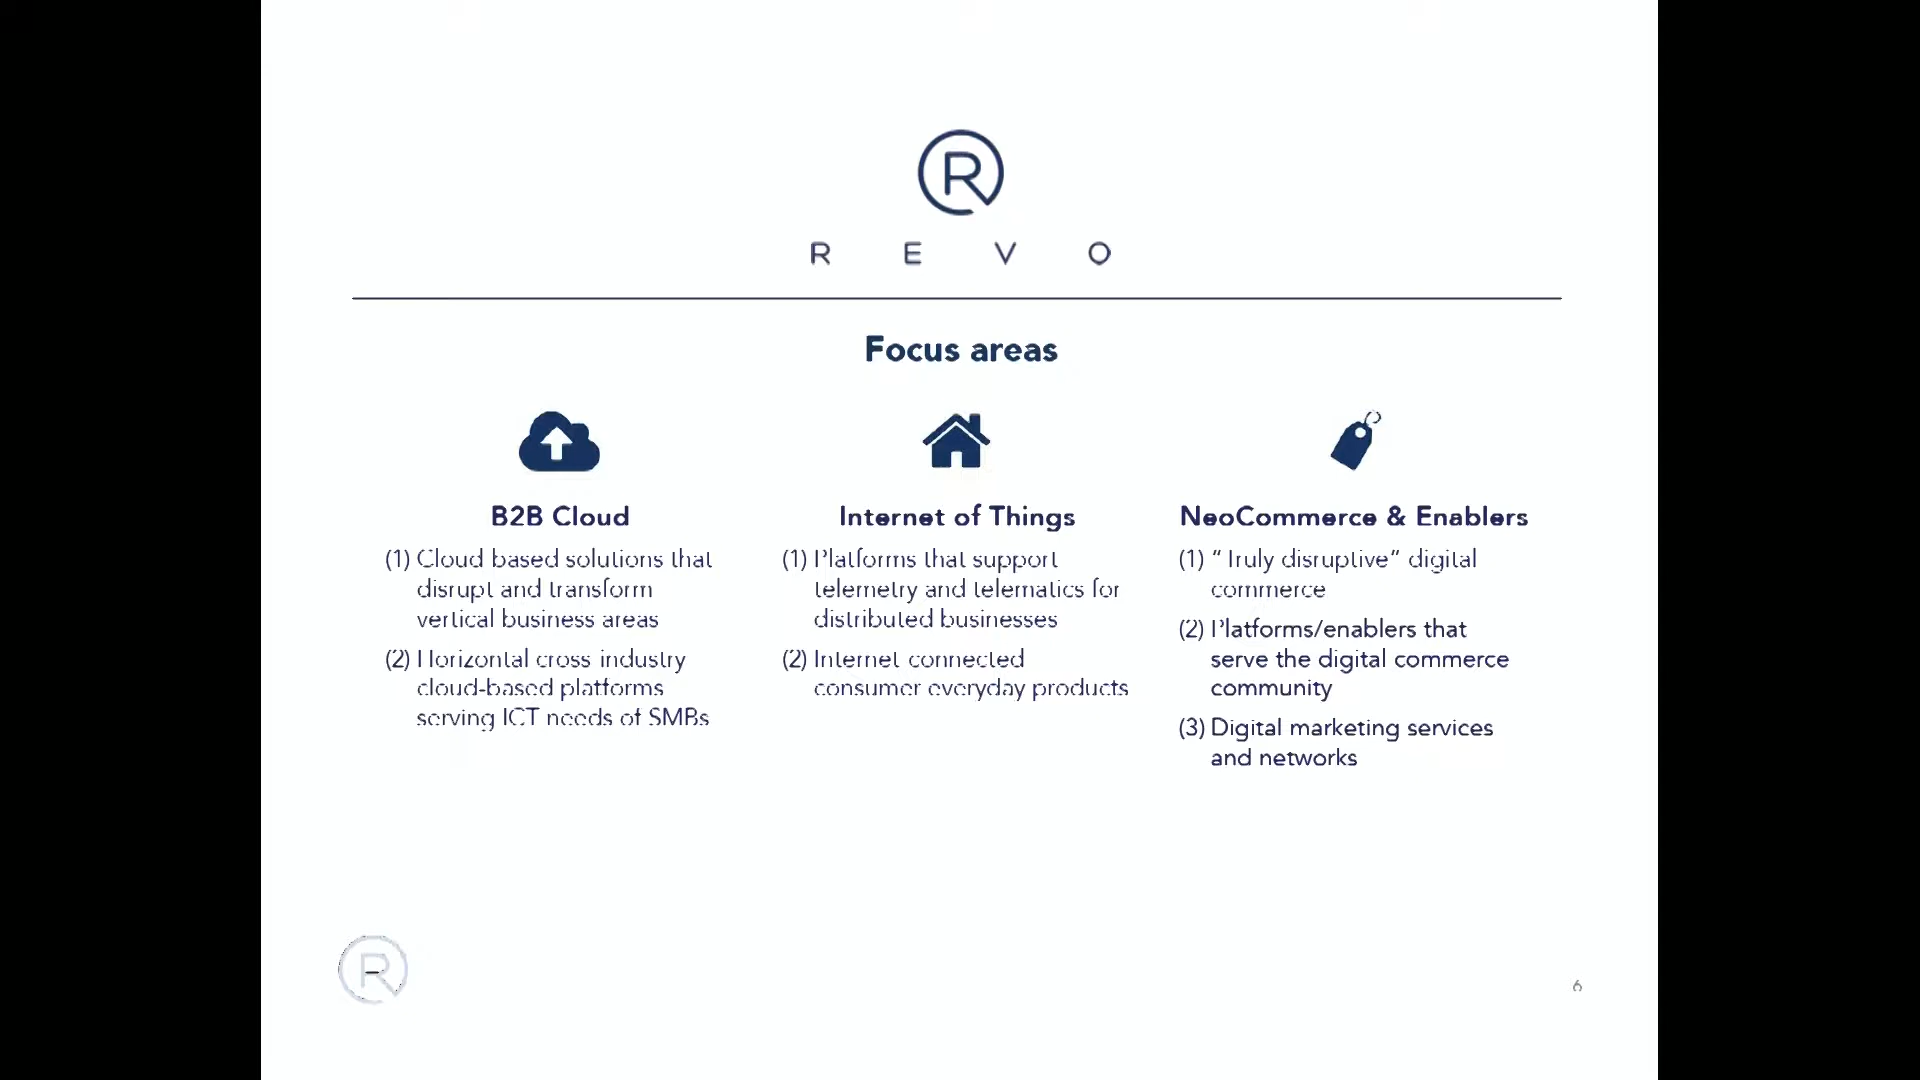 R
R E V O
Focus areas
B2B Cloud
(1) Cloud based solutions that
disrupt and transform
vertical business areas
(2) Horizontal cross industry
cloud-based platforms
serving ICT needs of SMBs
Internet of Things
(1) Platforms that support
telemetry and telematics for
distributed businesses
(2) Internet connected
consumer everyday products
NeoCommerce & Enablers
(1) "Truly disruptive" digital
commerce
(2) Platforms/enablers that
serve the digital commerce
community
(3) Digital marketing services
and networks
R
6